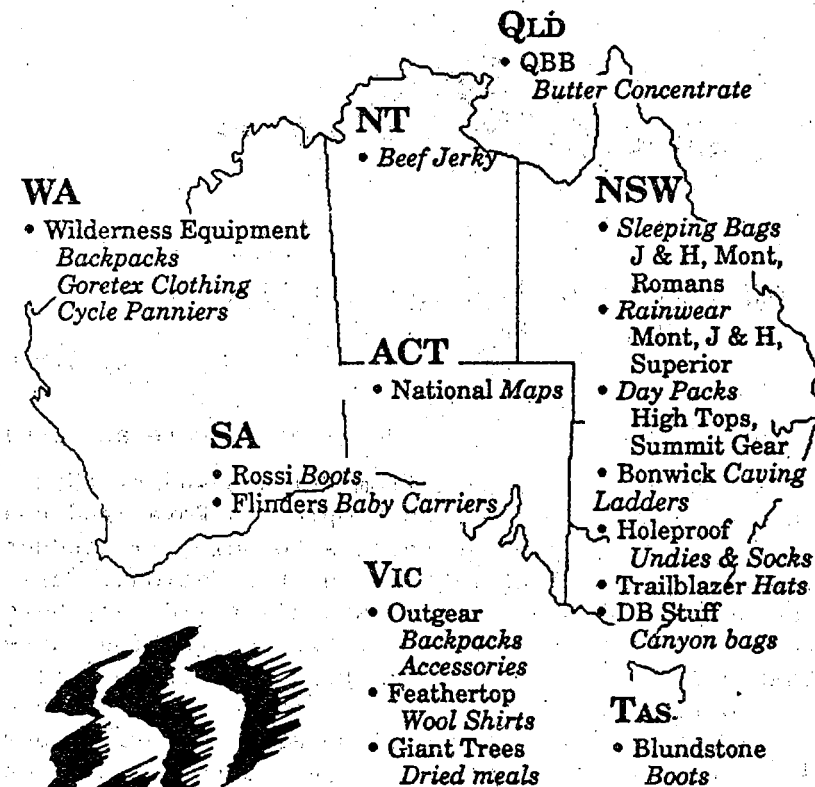 QLD
• QBB
Butter Concentrate
NT
• Beef Jerky
WA
• Wilderness Equipment
Backpacks
Goretex Clothing
Cycle Panniers
NSW
• Sleeping Bags
J & H, Mont,
Romans
• Rainwear
Mont, J & H,
Superior
• Day Packs
High Tops,
Summit Gear
• Bonwick Caving
Ladders
• Holeproof
Undies & Socks
• Trailblazer Hats
• DB Stuff
Canyon bags
ACT
• National Maps
SA
• Rossi Boots
• Flinders Baby Carriers
VIC
• Outgear
Backpacks
Accessories
• Feathertop
Wool Shirts
• Giant Trees
Dried meals
TAS.
• Blundstone
Boots